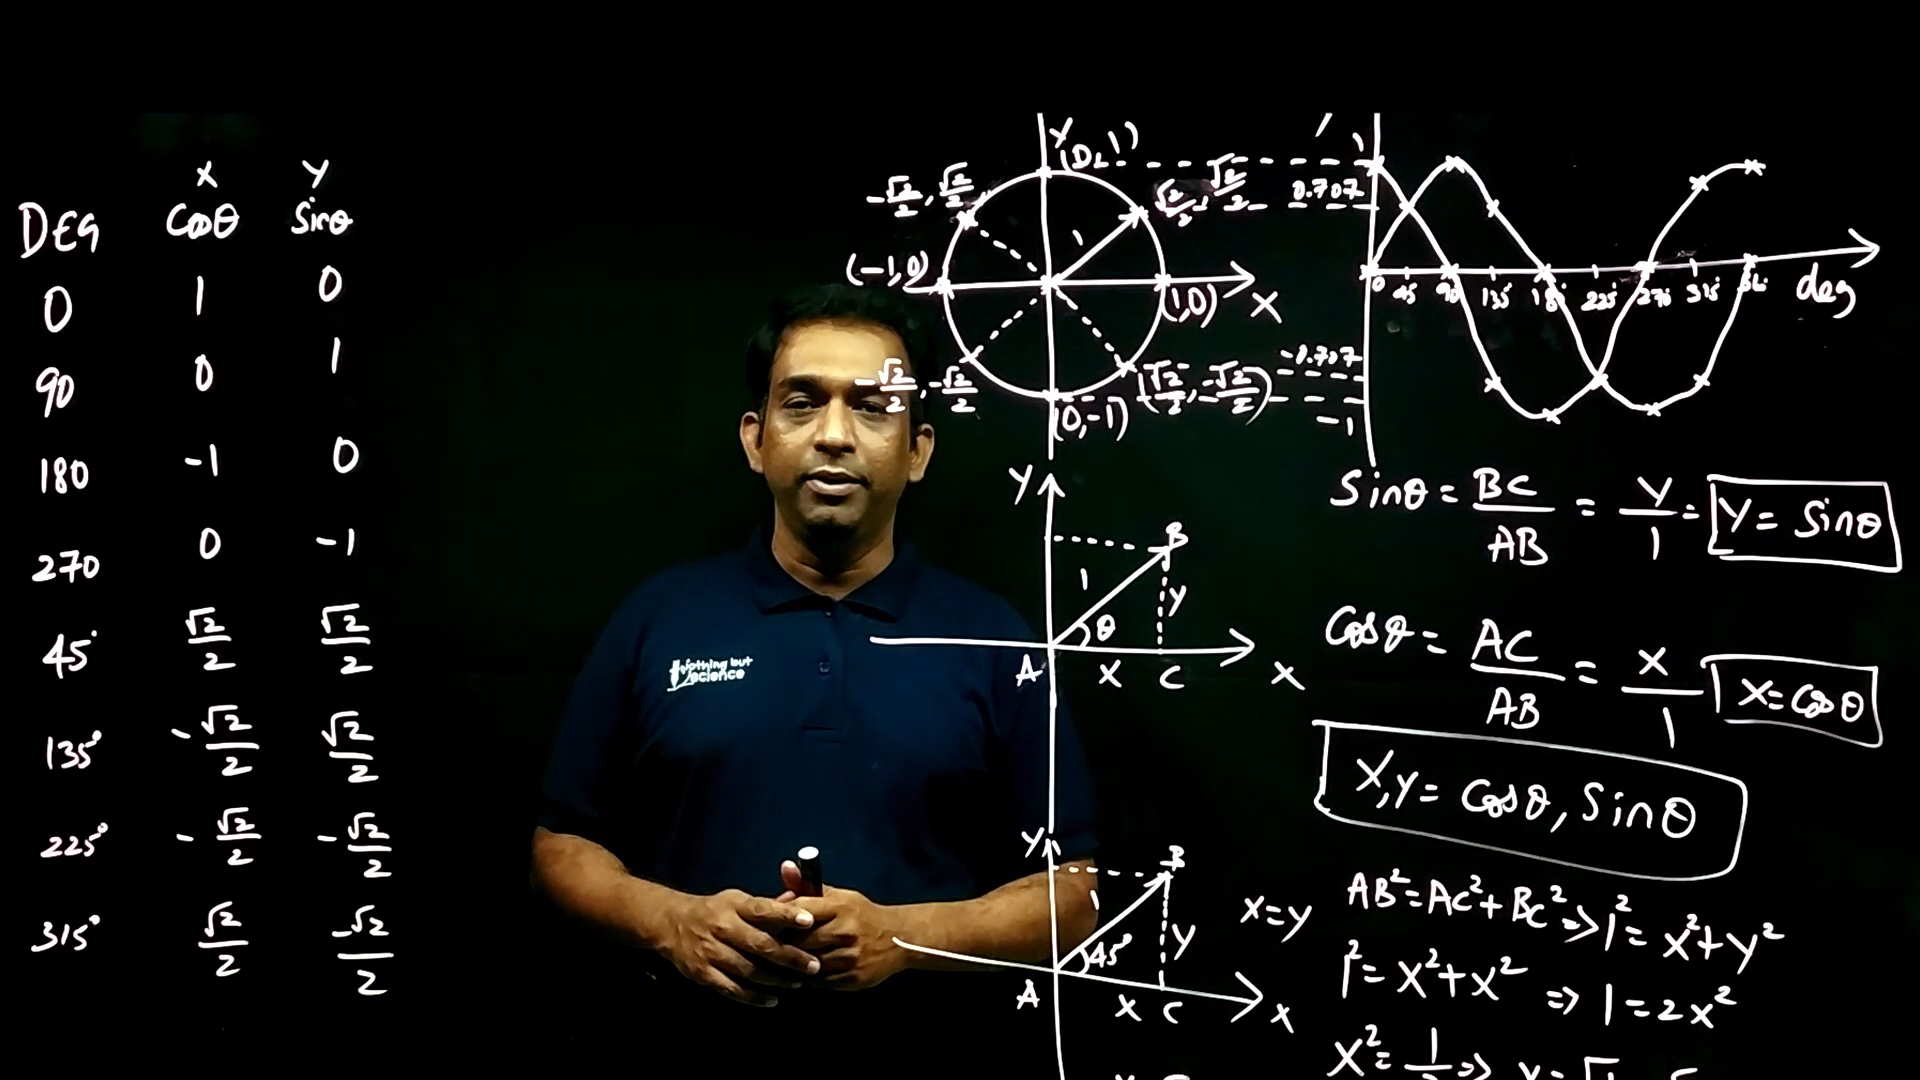 X Y
DEG Cosθ Sinθ
0 1 0
90 0 1
180 -1 0
270 0 -1
45° √2/2 √2/2
135° -√2/2 √2/2
225° -√2/2 -√2/2
315° √2/2 -√2/2
nothing but
science
Y
-√2/2, √2/2
√2/2, √2/2
1
(-1,0)
(1,0)
X
-√2/2, -√2/2
(0,-1)
(√2/2, -√2/2)
1
0.707
0 45 90 135 180 225 270 315 deg
-0.707
-1
Y
B
1
Y
θ
A X C X
Sinθ = BC/AB = Y/1 = Y = Sinθ
Cosθ = AC/AB = X/1 X = Cosθ
X,Y = Cosθ, Sinθ
Y
B
1
Y
45°
A X C X
X=Y
AB² = AC² + BC² => 1² = X² + Y²
1² = X² + X² => 1 = 2X²